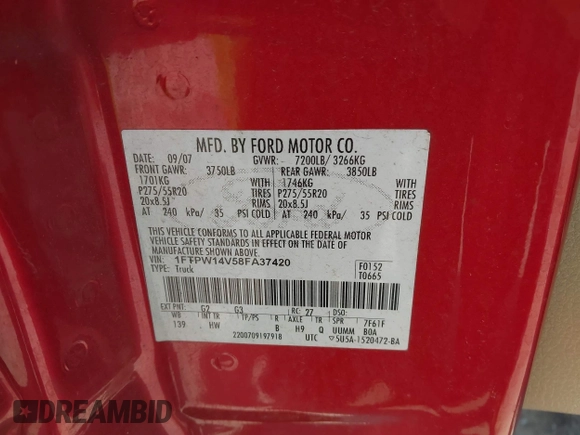 MFD. BY FORD MOTOR CO.
DATE: 09/07 GVWR: 7200LB/ 3266KG
FRONT GAWR: 3750LB REAR GAWR: 3850LB
1701KG WITH 1746KG WITH
P275/55R20 TIRES P275/55R20 TIRES
20x8.5J RIMS 20x8.5J RIMS
AT 240 kPa/ 35 PSI COLD AT 240 kPa/ 35 PSI COLD
THIS VEHICLE CONFORMS TO ALL APPLICABLE FEDERAL MOTOR
VEHICLE SAFETY STANDARDS IN EFFECT ON THE DATE OF
MANUFACTURE SHOWN ABOVE.
VIN: 1FTPW14V58FA37420
TYPE: Truck
F0152
T0665
EXT PNT: G2 G3 RC: 27 DSO:
WB INT TR TP/PS R AXLE TR SPR 7F61F
139 HW B H9 Q UUMM B0A
2200709197918 UTC ▽5U5A-1520472-BA
DREAMBID